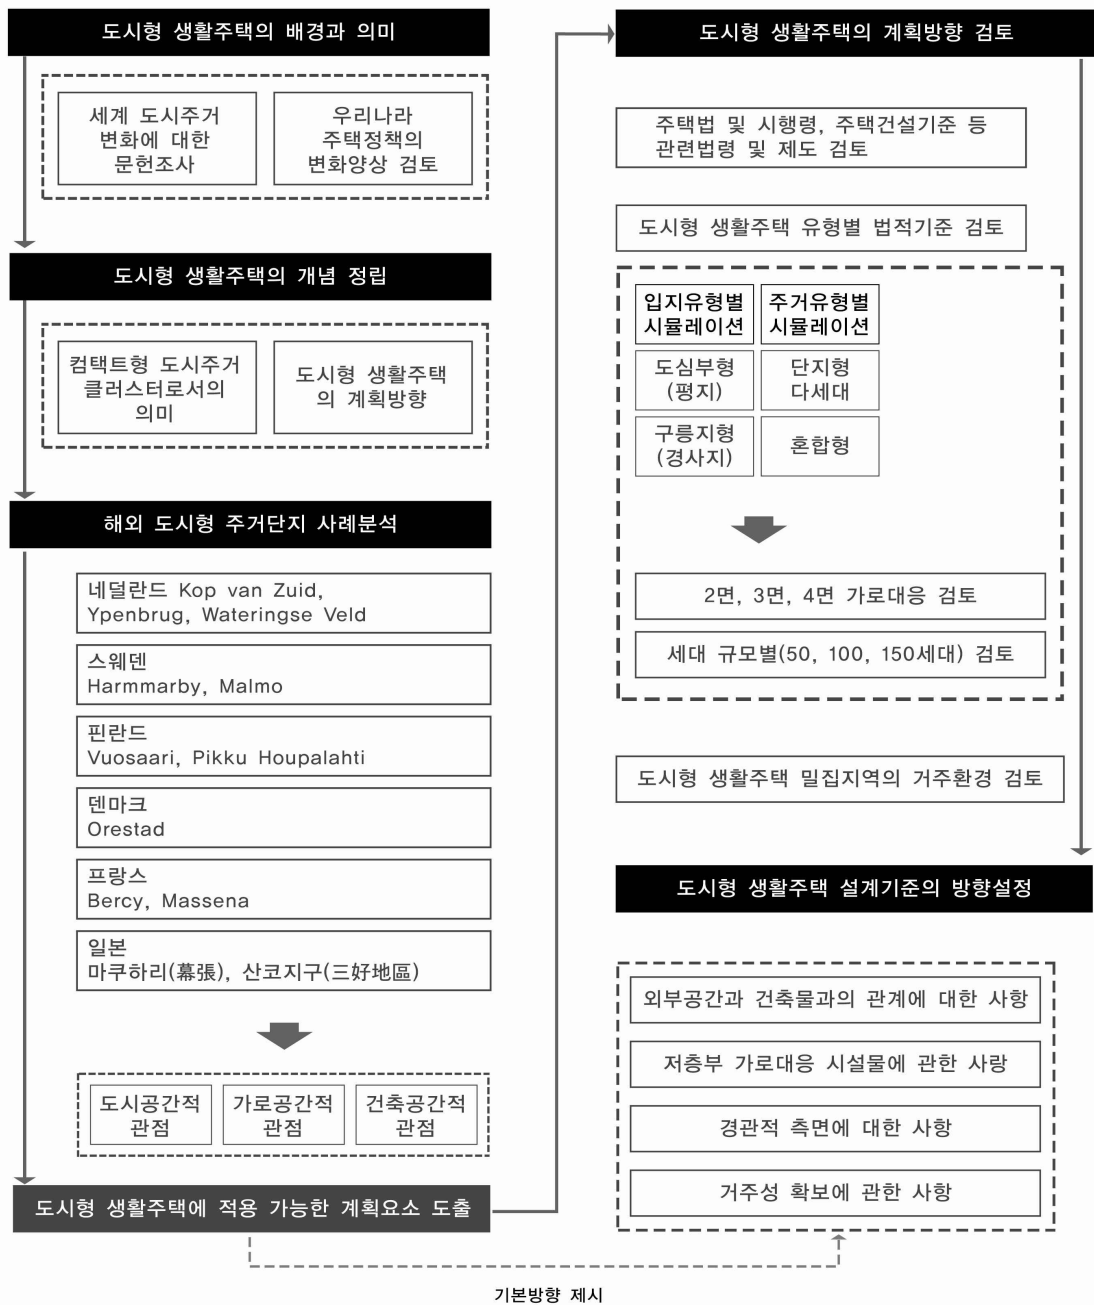 도시형 생활주택의 배경과 의미
세계 도시주거
변화에 대한
문헌조사
우리나라
주택정책의
변화양상 검토
도시형 생활주택의 개념 정립
컴택트형 도시주거
클러스터로서의
의미
도시형 생활주택
의 계획방향
해외 도시형 주거단지 사례분석
네덜란드 Kop van Zuid,
Ypenbrug, Wateringse Veld
스웨덴
Harmmarby, Malmo
핀란드
Vuosaari, Pikku Houpalahti
덴마크
Orestad
프랑스
Bercy, Massena
일본
마쿠하리(幕張), 산코지구(三好地區)
도시공간적
관점
가로공간적
관점
건축공간적
관점
도시형 생활주택에 적용 가능한 계획요소 도출
도시형 생활주택의 계획방향 검토
주택법 및 시행령, 주택건설기준 등
관련법령 및 제도 검토
도시형 생활주택 유형별 법적기준 검토
입지유형별
시뮬레이션
주거유형별
시뮬레이션
도심부형
(평지)
단지형
다세대
구릉지형
(경사지)
혼합형
2면, 3면, 4면 가로대응 검토
세대 규모별(50, 100, 150세대) 검토
도시형 생활주택 밀집지역의 거주환경 검토
도시형 생활주택 설계기준의 방향설정
외부공간과 건축물과의 관계에 대한 사항
저층부 가로대응 시설물에 관한 사랑
경관적 측면에 대한 사항
거주성 확보에 관한 사항
기본방향 제시